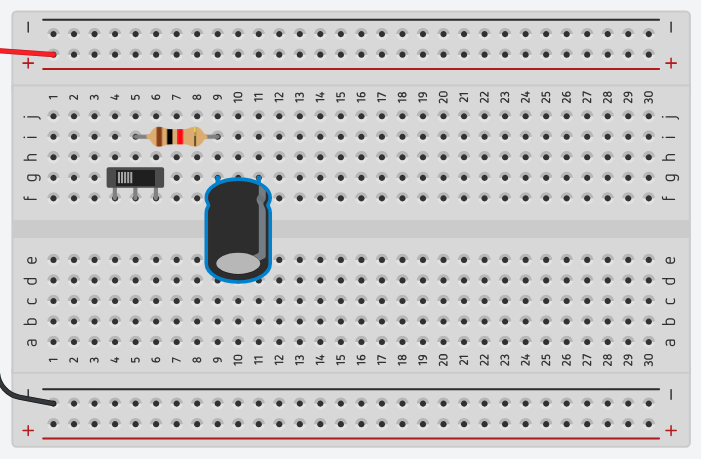 − −
+ +
1 2 3 4 5 6 7 8 9 10 11 12 13 14 15 16 17 18 19 20 21 22 23 24 25 26 27 28 29 30
j j
i i
h h
g g
f f
e e
d d
c c
b b
a a
1 2 3 4 5 6 7 8 9 10 11 12 13 14 15 16 17 18 19 20 21 22 23 24 25 26 27 28 29 30
− −
+ +